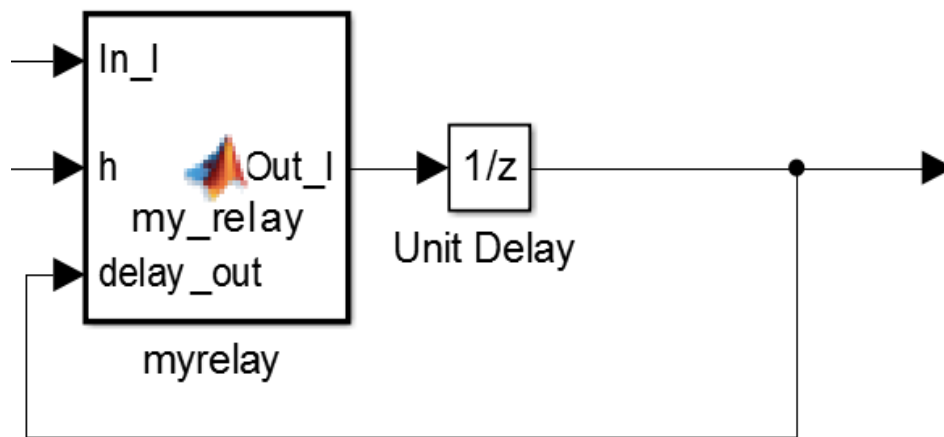 In_I
h
Out_I
my_relay
delay_out
myrelay
1/z
Unit Delay